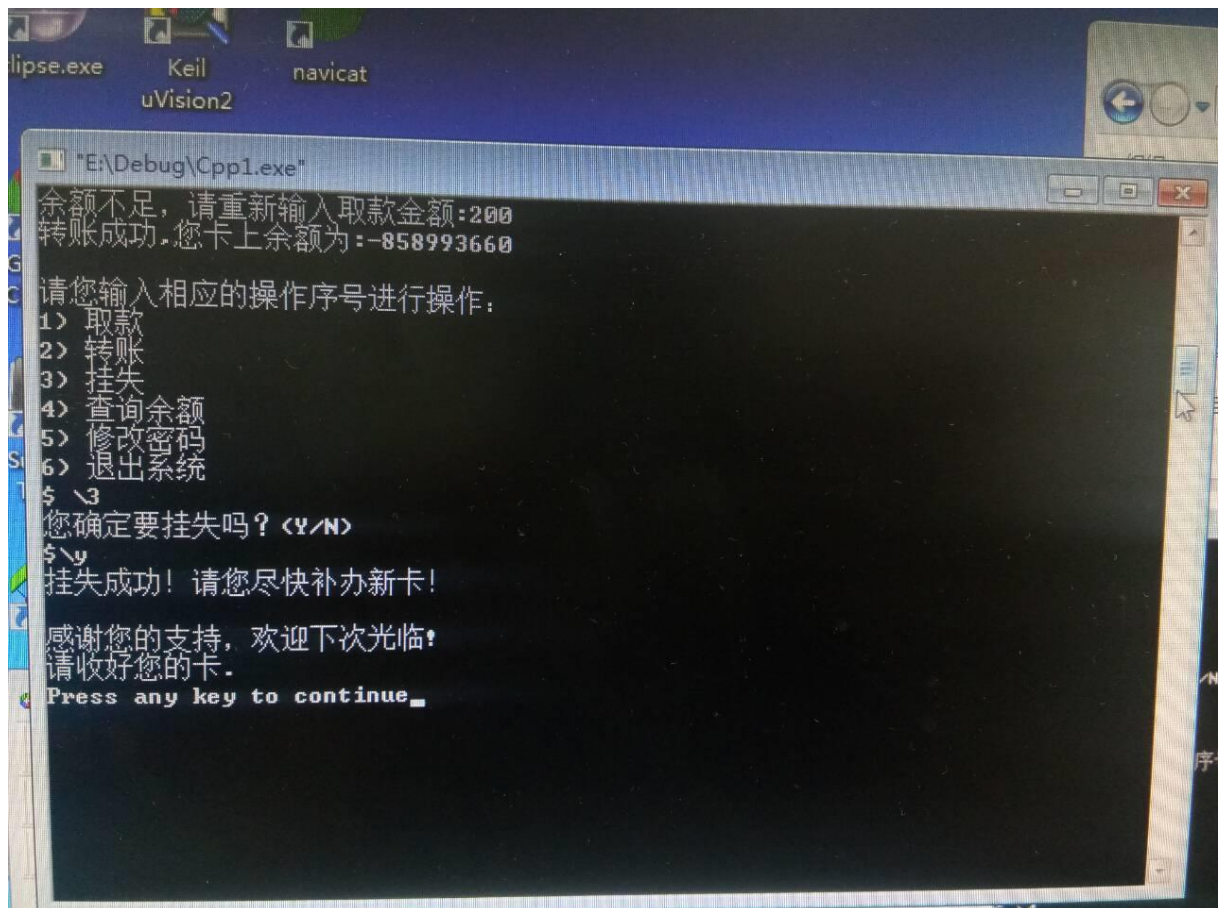 lipse.exe
Keil
uVision2
navicat
"E:\Debug\Cpp1.exe"
余额不足，请重新输入取款金额:200
转账成功.您卡上余额为:-858993660
请您输入相应的操作序号进行操作：
1> 取款
2> 转账
3> 挂失
4> 查询余额
5> 修改密码
6> 退出系统
$ \3
您确定要挂失吗？<Y/N>
$\y
挂失成功！请您尽快补办新卡！
感谢您的支持，欢迎下次光临!
请收好您的卡.
Press any key to continue